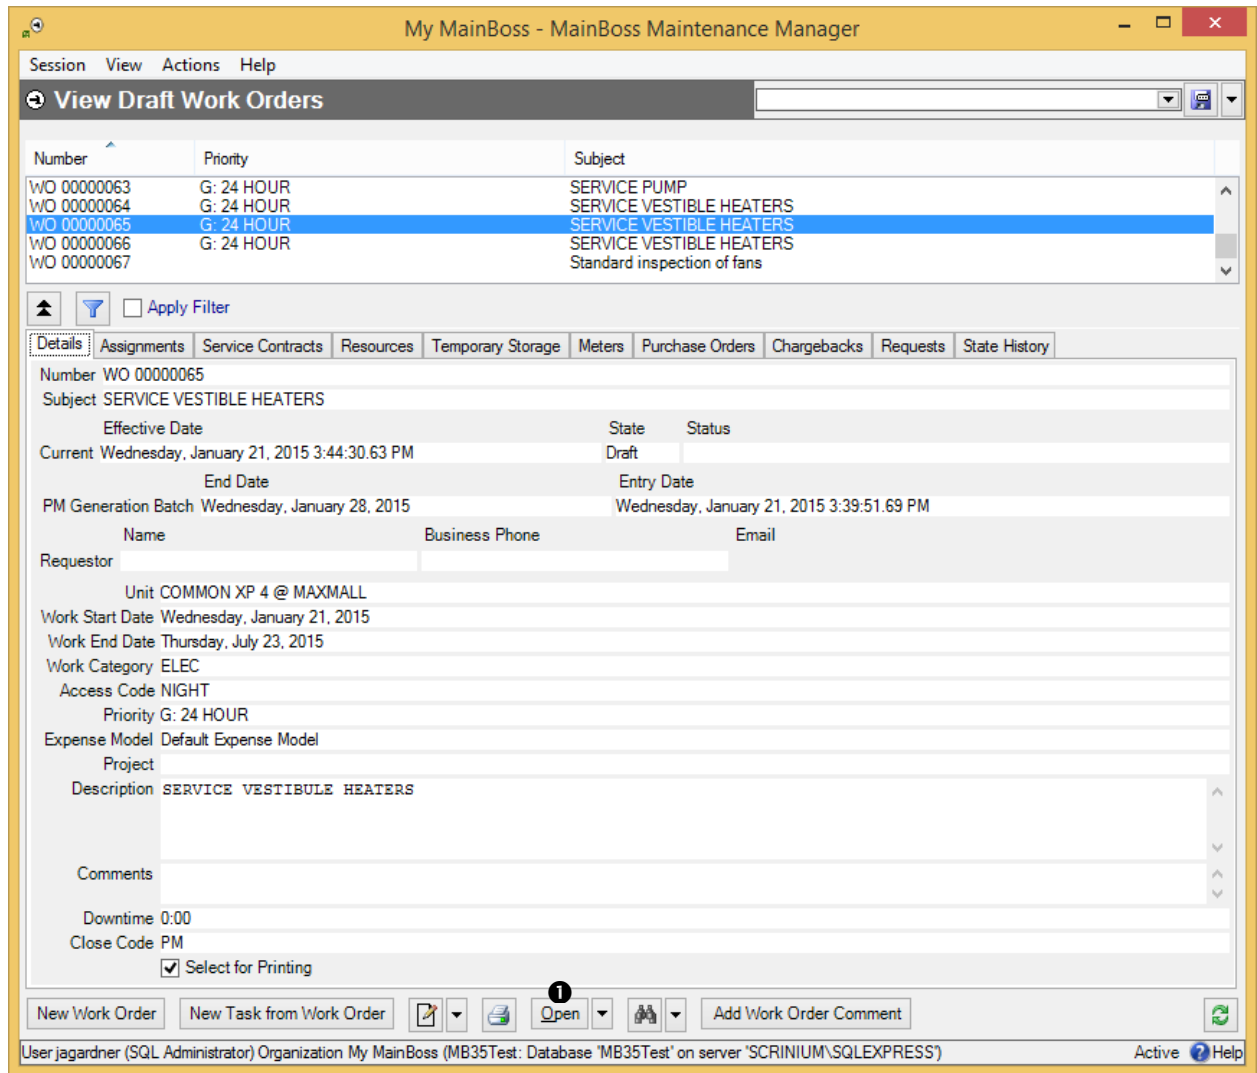 My MainBoss - MainBoss Maintenance Manager
Session View Actions Help
View Draft Work Orders
Number Priority Subject
WO 00000063 G: 24 HOUR SERVICE PUMP
WO 00000064 G: 24 HOUR SERVICE VESTIBLE HEATERS
WO 00000065 G: 24 HOUR SERVICE VESTIBLE HEATERS
WO 00000066 G: 24 HOUR SERVICE VESTIBLE HEATERS
WO 00000067 Standard inspection of fans
Apply Filter
Details Assignments Service Contracts Resources Temporary Storage Meters Purchase Orders Chargebacks Requests State History
Number WO 00000065
Subject SERVICE VESTIBLE HEATERS
Effective Date State Status
Current Wednesday, January 21, 2015 3:44:30.63 PM Draft
End Date Entry Date
PM Generation Batch Wednesday, January 28, 2015 Wednesday, January 21, 2015 3:39:51.69 PM
Name Business Phone Email
Requestor
Unit COMMON XP 4 @ MAXMALL
Work Start Date Wednesday, January 21, 2015
Work End Date Thursday, July 23, 2015
Work Category ELEC
Access Code NIGHT
Priority G: 24 HOUR
Expense Model Default Expense Model
Project
Description SERVICE VESTIBULE HEATERS
Comments
Downtime 0:00
Close Code PM
Select for Printing
❶
New Work Order New Task from Work Order Open Add Work Order Comment
User jagardner (SQL Administrator) Organization My MainBoss (MB35Test: Database 'MB35Test' on server 'SCRINIUM\SQLEXPRESS') Active Help